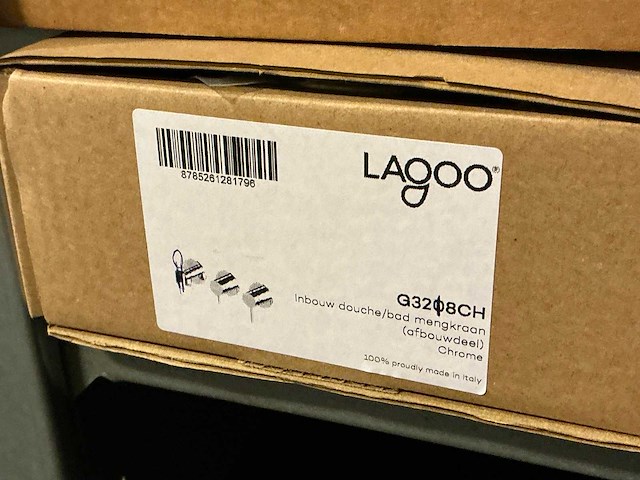 8785261281796
LAGOO®
G3208CH
Inbouw douche/bad mengkraan
(afbouwdeel)
Chrome
100% proudly made in Italy